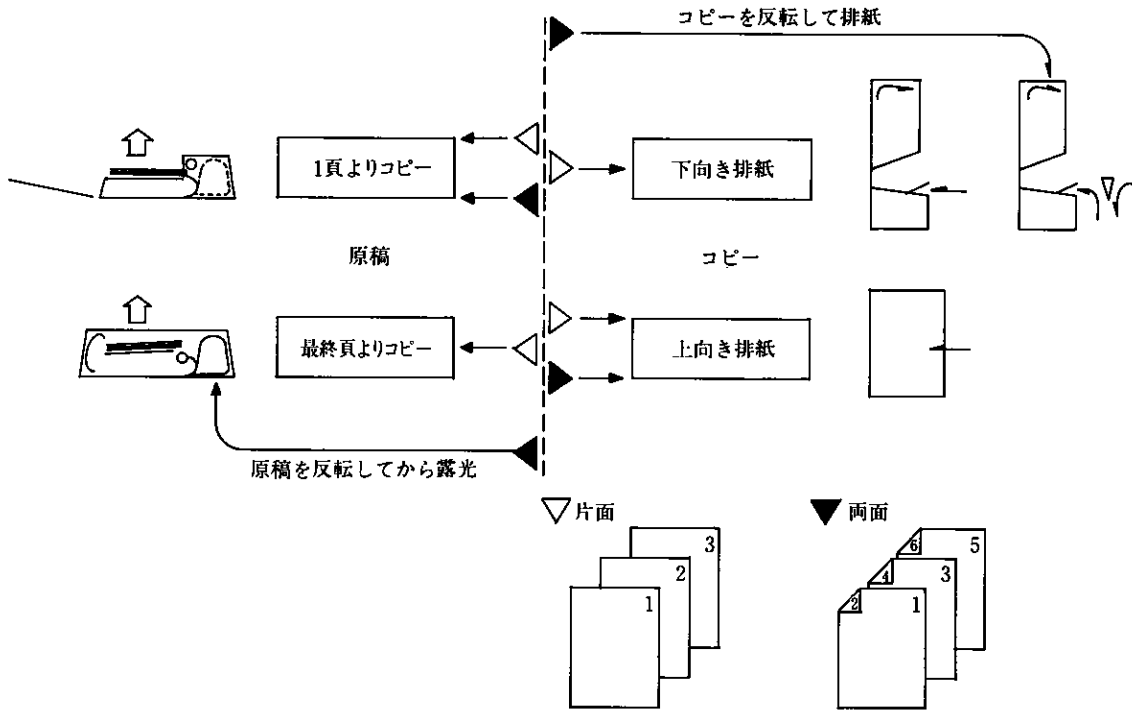 コピーを反転して排紙
1頁よりコピー
下向き排紙
原稿
コピー
最終頁よりコピー
上向き排紙
原稿を反転してから露光
▽片面
▼両面
3
2
1
6
5
4
3
2
1